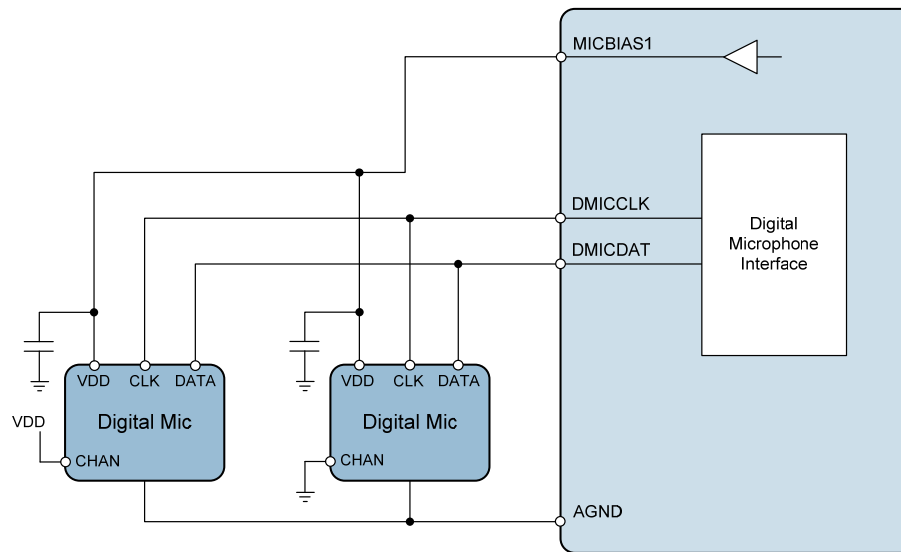 MICBIAS1
DMICCLK
DMICDAT
Digital
Microphone
Interface
VDD CLK DATA
Digital Mic
VDD
CHAN
VDD CLK DATA
Digital Mic
CHAN
AGND